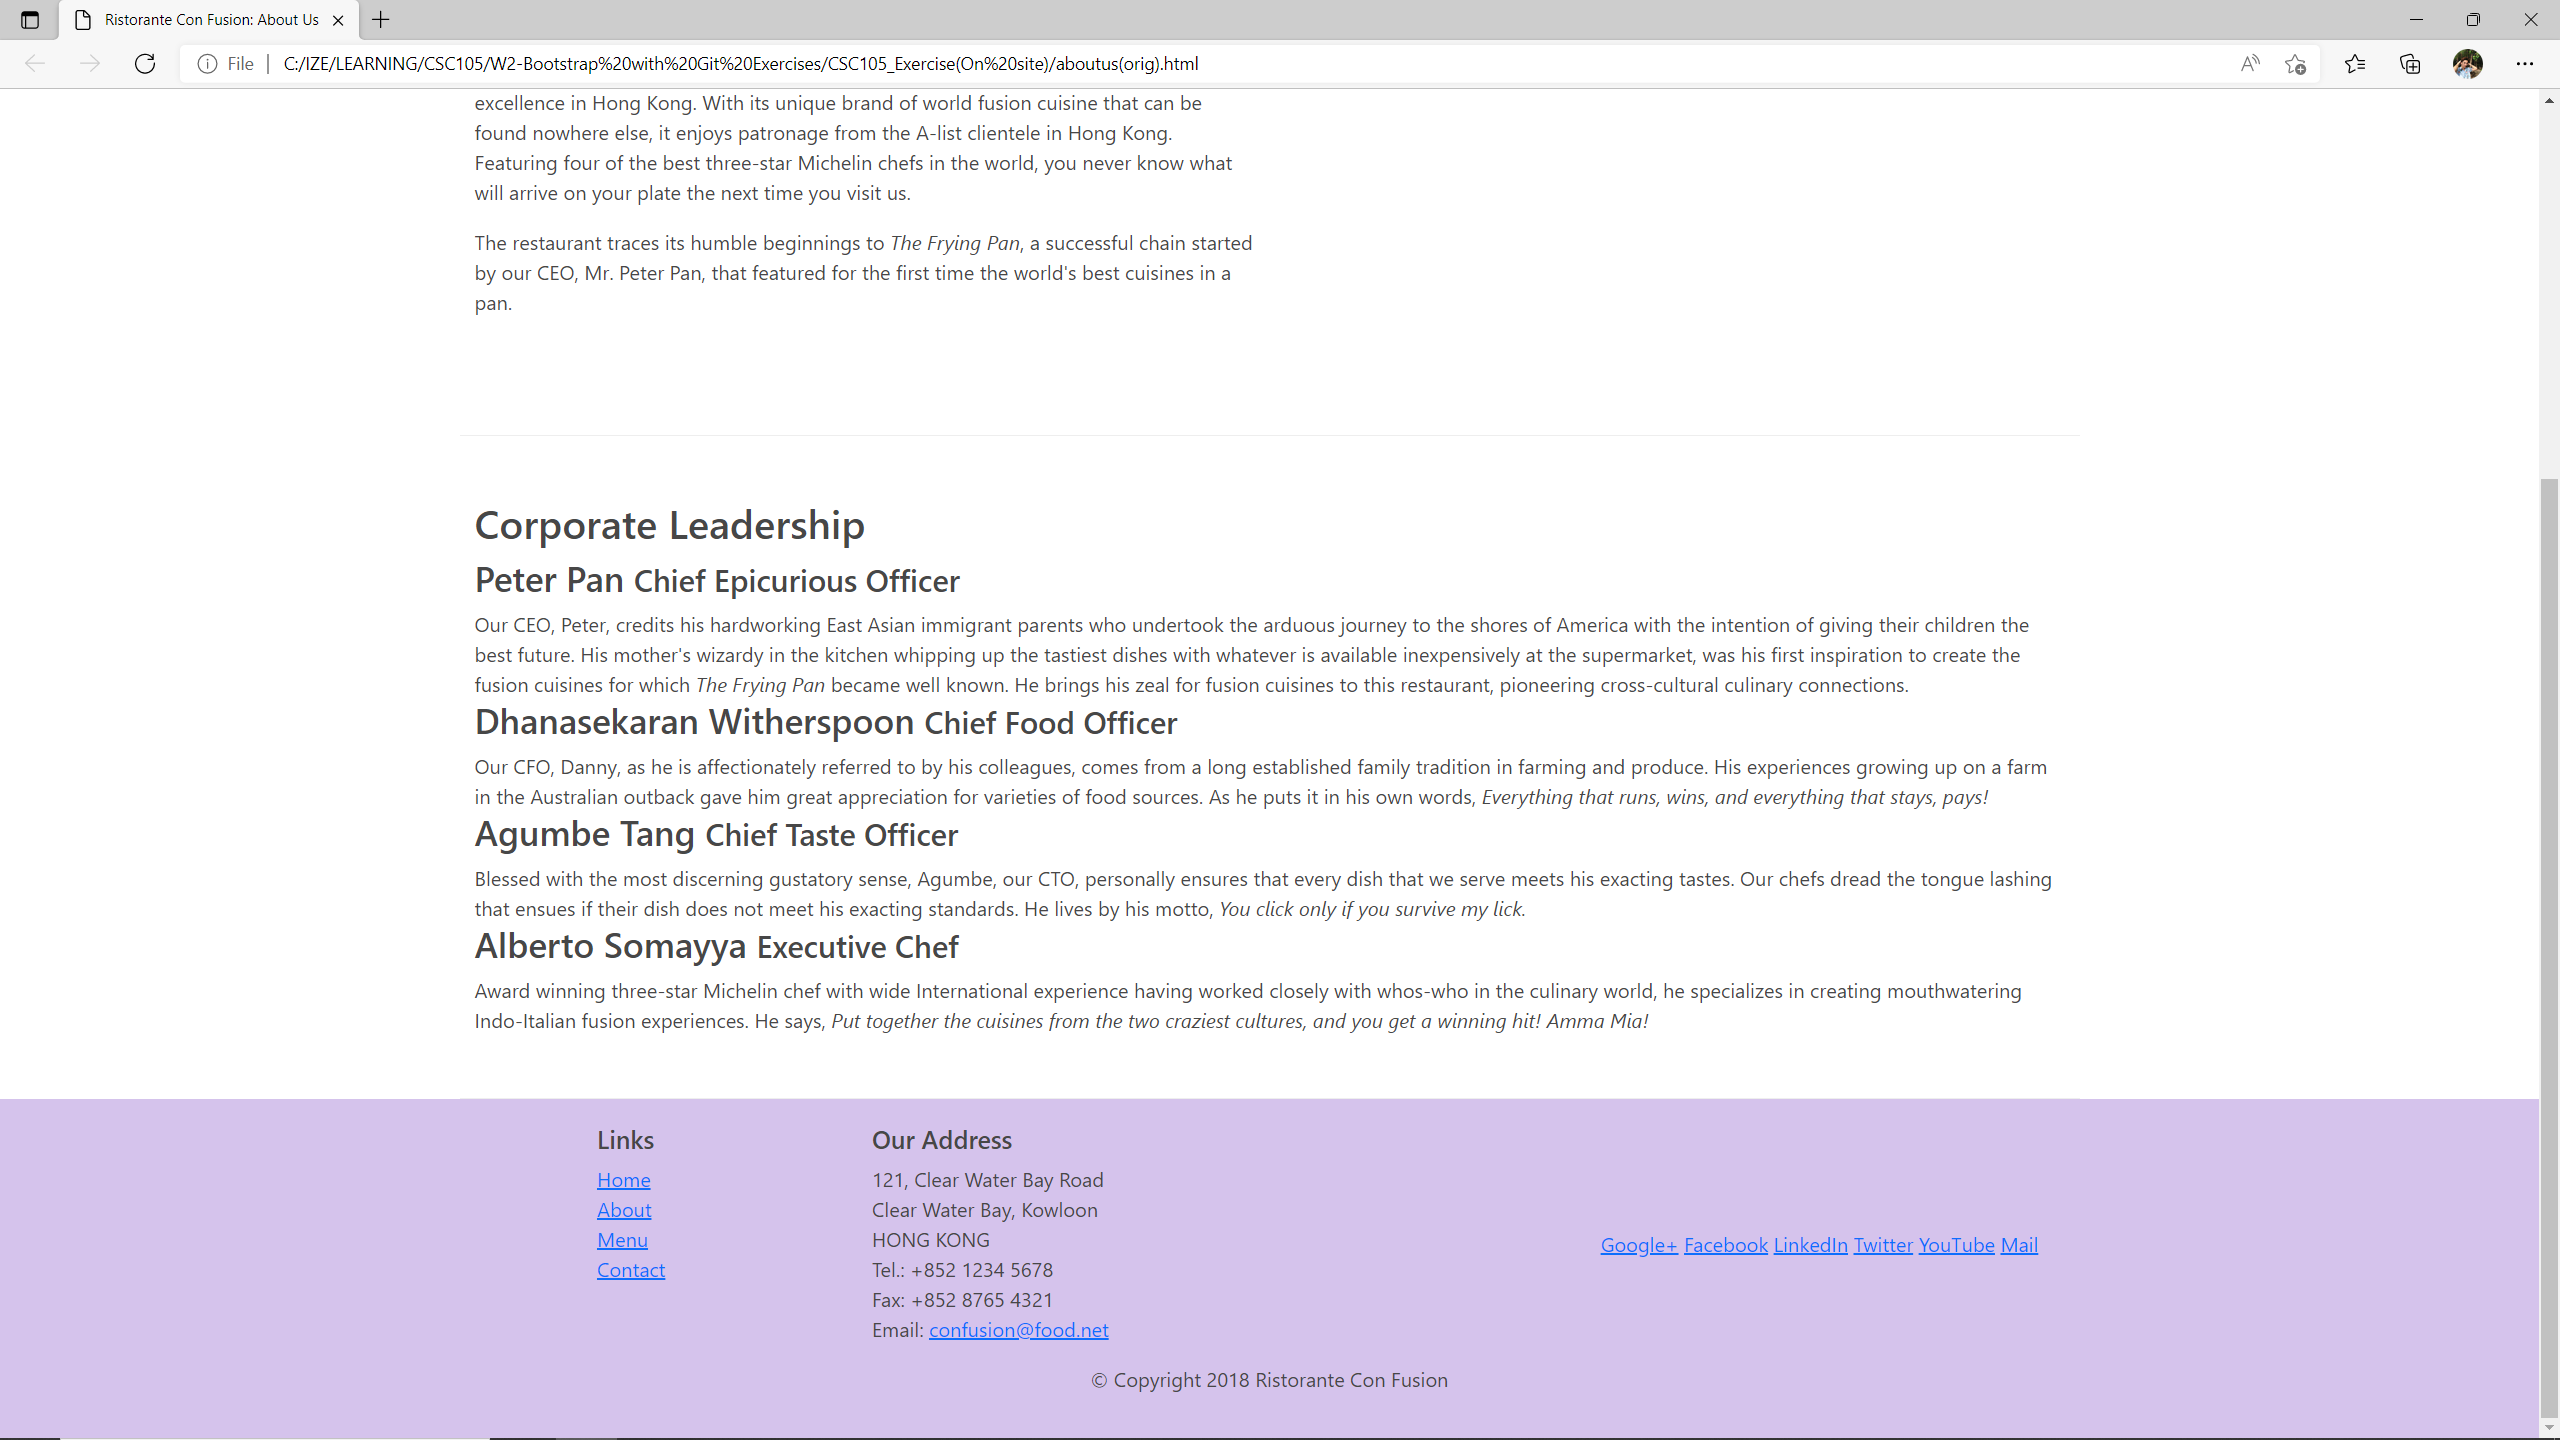 Ristorante Con Fusion: About Us
File
C:/IZE/LEARNING/CSC105/W2-Bootstrap%20with%20Git%20Exercises/CSC105_Exercise(On%20site)/aboutus(orig).html
excellence in Hong Kong. With its unique brand of world fusion cuisine that can be
found nowhere else, it enjoys patronage from the A-list clientele in Hong Kong.
Featuring four of the best three-star Michelin chefs in the world, you never know what
will arrive on your plate the next time you visit us.
The restaurant traces its humble beginnings to The Frying Pan, a successful chain started
by our CEO, Mr. Peter Pan, that featured for the first time the world's best cuisines in a
pan.
Corporate Leadership
Peter Pan Chief Epicurious Officer
Our CEO, Peter, credits his hardworking East Asian immigrant parents who undertook the arduous journey to the shores of America with the intention of giving their children the
best future. His mother's wizardy in the kitchen whipping up the tastiest dishes with whatever is available inexpensively at the supermarket, was his first inspiration to create the
fusion cuisines for which The Frying Pan became well known. He brings his zeal for fusion cuisines to this restaurant, pioneering cross-cultural culinary connections.
Dhanasekaran Witherspoon Chief Food Officer
Our CFO, Danny, as he is affectionately referred to by his colleagues, comes from a long established family tradition in farming and produce. His experiences growing up on a farm
in the Australian outback gave him great appreciation for varieties of food sources. As he puts it in his own words, Everything that runs, wins, and everything that stays, pays!
Agumbe Tang Chief Taste Officer
Blessed with the most discerning gustatory sense, Agumbe, our CTO, personally ensures that every dish that we serve meets his exacting tastes. Our chefs dread the tongue lashing
that ensues if their dish does not meet his exacting standards. He lives by his motto, You click only if you survive my lick.
Alberto Somayya Executive Chef
Award winning three-star Michelin chef with wide International experience having worked closely with whos-who in the culinary world, he specializes in creating mouthwatering
Indo-Italian fusion experiences. He says, Put together the cuisines from the two craziest cultures, and you get a winning hit! Amma Mia!
Links
Home
About
Menu
Contact
Our Address
121, Clear Water Bay Road
Clear Water Bay, Kowloon
HONG KONG
Tel.: +852 1234 5678
Fax: +852 8765 4321
Email: confusion@food.net
Google+ Facebook LinkedIn Twitter YouTube Mail
© Copyright 2018 Ristorante Con Fusion